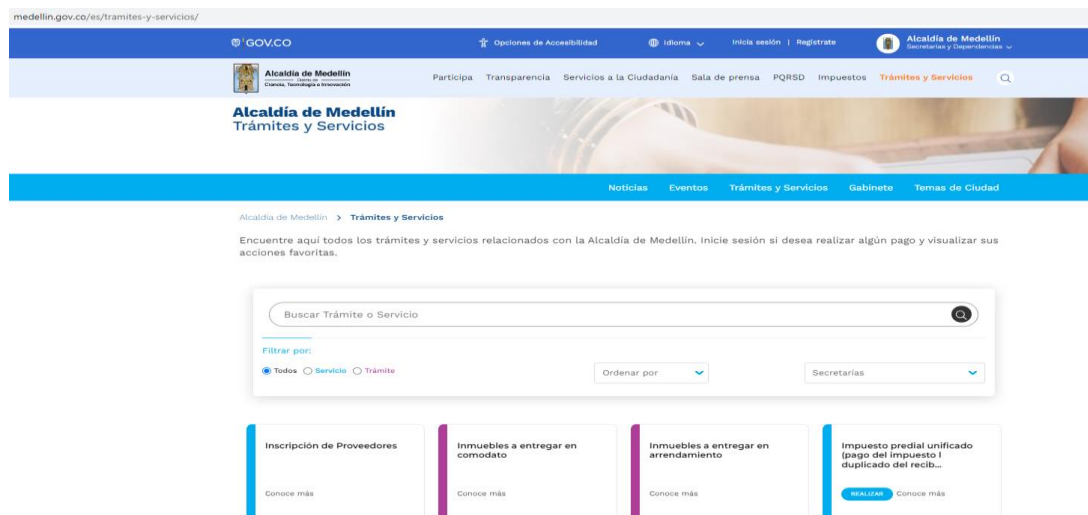 medellin.gov.co/es/tramites-y-servicios/
GOV.CO
Opciones de Accesibilidad
Idioma
Inicia sesión | Regístrate
Alcaldía de Medellín
Secretarías y Dependencias
Alcaldía de Medellín
Distrito de
Ciencia, Tecnología e Innovación
Participa Transparencia Servicios a la Ciudadanía Sala de prensa PQRSD Impuestos Trámites y Servicios
Alcaldía de Medellín
Trámites y Servicios
Noticias Eventos Trámites y Servicios Gabinete Temas de Ciudad
Alcaldía de Medellín > Trámites y Servicios
Encuentre aquí todos los trámites y servicios relacionados con la Alcaldía de Medellín. Inicie sesión si desea realizar algún pago y visualizar sus
acciones favoritas.
Buscar Trámite o Servicio
Filtrar por:
Todos Servicio Trámite
Ordenar por
Secretarías
Inscripción de Proveedores
Conoce más
Inmuebles a entregar en
comodato
Conoce más
Inmuebles a entregar en
arrendamiento
Conoce más
Impuesto predial unificado
(pago del impuesto l
duplicado del recib...
REALIZAR Conoce más